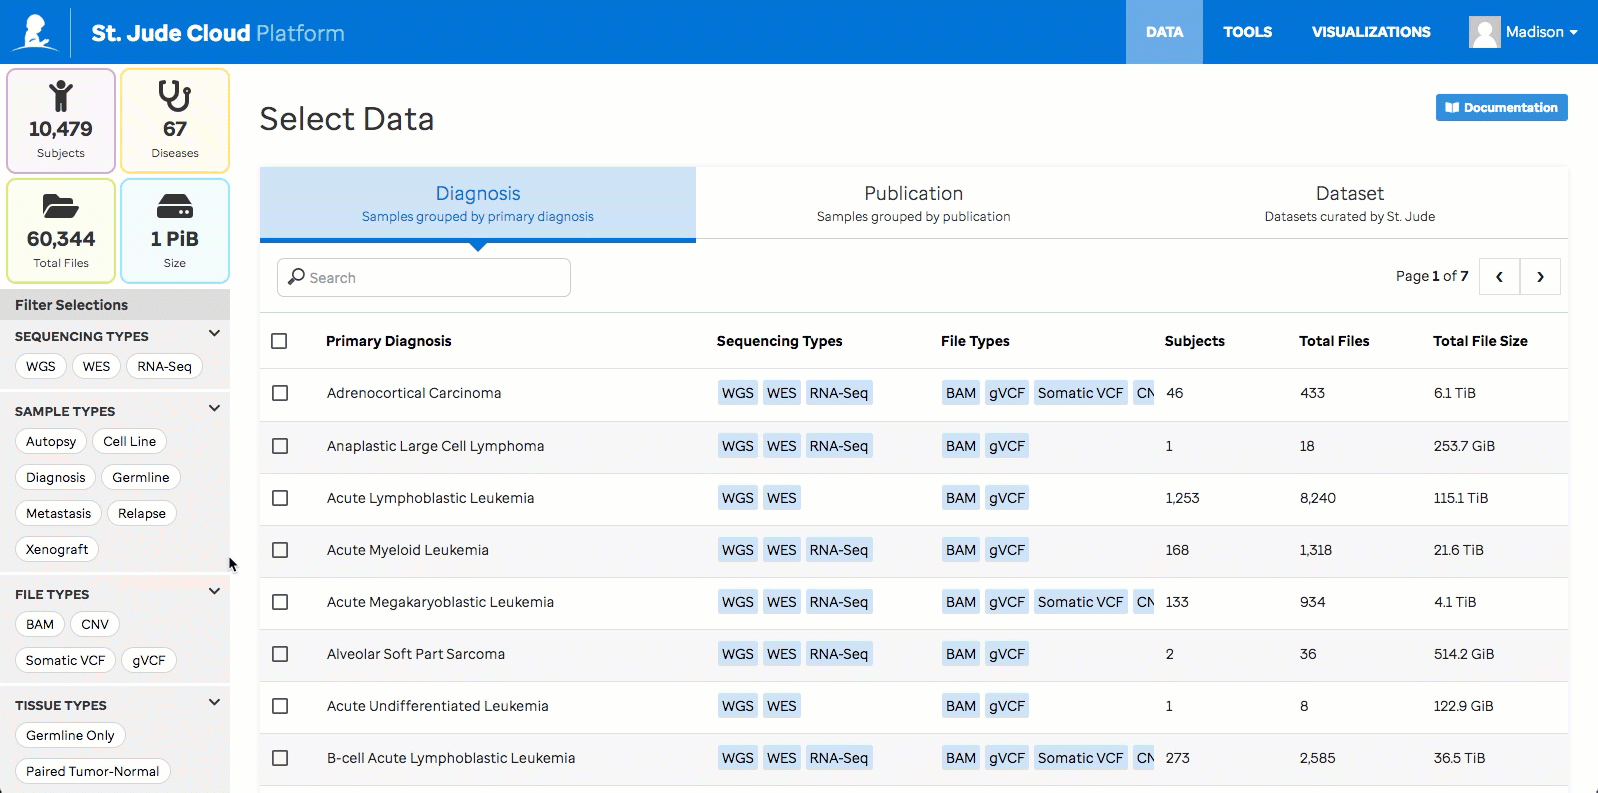 St. Jude Cloud Platform
DATA
TOOLS
VISUALIZATIONS
Madison
10,479
Subjects
67
Diseases
60,344
Total Files
1 PiB
Size
Filter Selections
SEQUENCING TYPES
WGS WES RNA-Seq
SAMPLE TYPES
Autopsy Cell Line
Diagnosis Germline
Metastasis Relapse
Xenograft
FILE TYPES
BAM CNV
Somatic VCF gVCF
TISSUE TYPES
Germline Only
Paired Tumor-Normal
Select Data
Documentation
Diagnosis
Samples grouped by primary diagnosis
Publication
Samples grouped by publication
Dataset
Datasets curated by St. Jude
Search
Page 1 of 7
Primary Diagnosis Sequencing Types File Types Subjects Total Files Total File Size
Adrenocortical Carcinoma WGS WES RNA-Seq BAM gVCF Somatic VCF CN 46 433 6.1 TiB
Anaplastic Large Cell Lymphoma WGS WES RNA-Seq BAM gVCF 1 18 253.7 GiB
Acute Lymphoblastic Leukemia WGS WES BAM gVCF 1,253 8,240 115.1 TiB
Acute Myeloid Leukemia WGS WES RNA-Seq BAM gVCF 168 1,318 21.6 TiB
Acute Megakaryoblastic Leukemia WGS WES RNA-Seq BAM gVCF Somatic VCF CN 133 934 4.1 TiB
Alveolar Soft Part Sarcoma WGS WES RNA-Seq BAM gVCF 2 36 514.2 GiB
Acute Undifferentiated Leukemia WGS WES BAM gVCF 1 8 122.9 GiB
B-cell Acute Lymphoblastic Leukemia WGS WES RNA-Seq BAM gVCF Somatic VCF CN 273 2,585 36.5 TiB